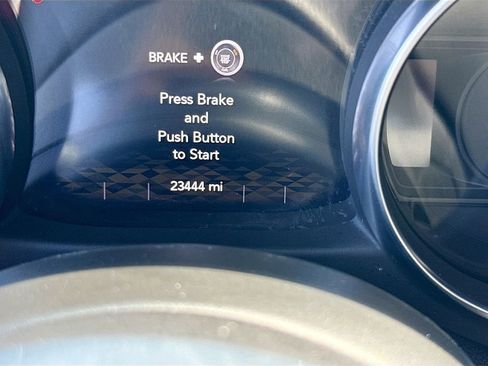 BRAKE +
Press Brake
and
Push Button
to Start
23444 mi